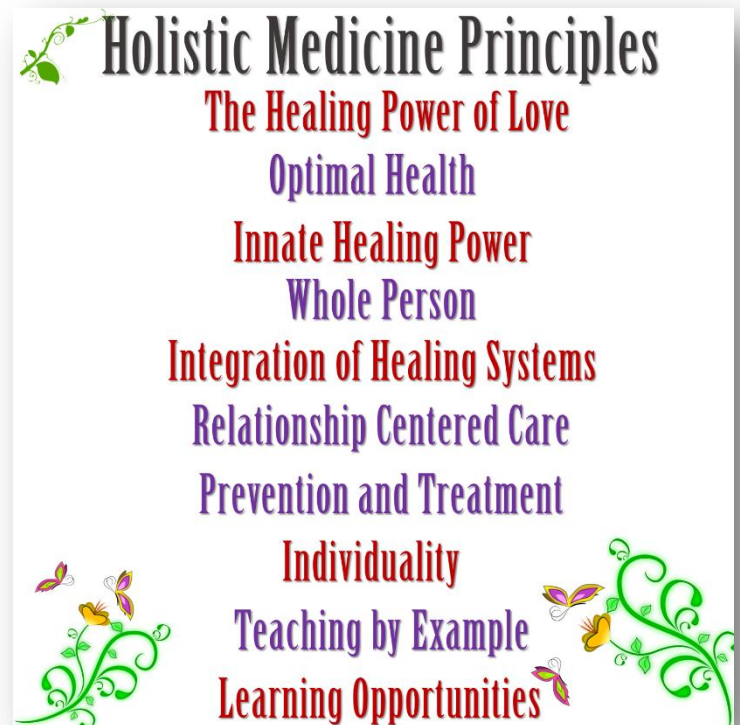 Holistic Medicine Principles
The Healing Power of Love
Optimal Health
Innate Healing Power
Whole Person
Integration of Healing Systems
Relationship Centered Care
Prevention and Treatment
Individuality
Teaching by Example
Learning Opportunities